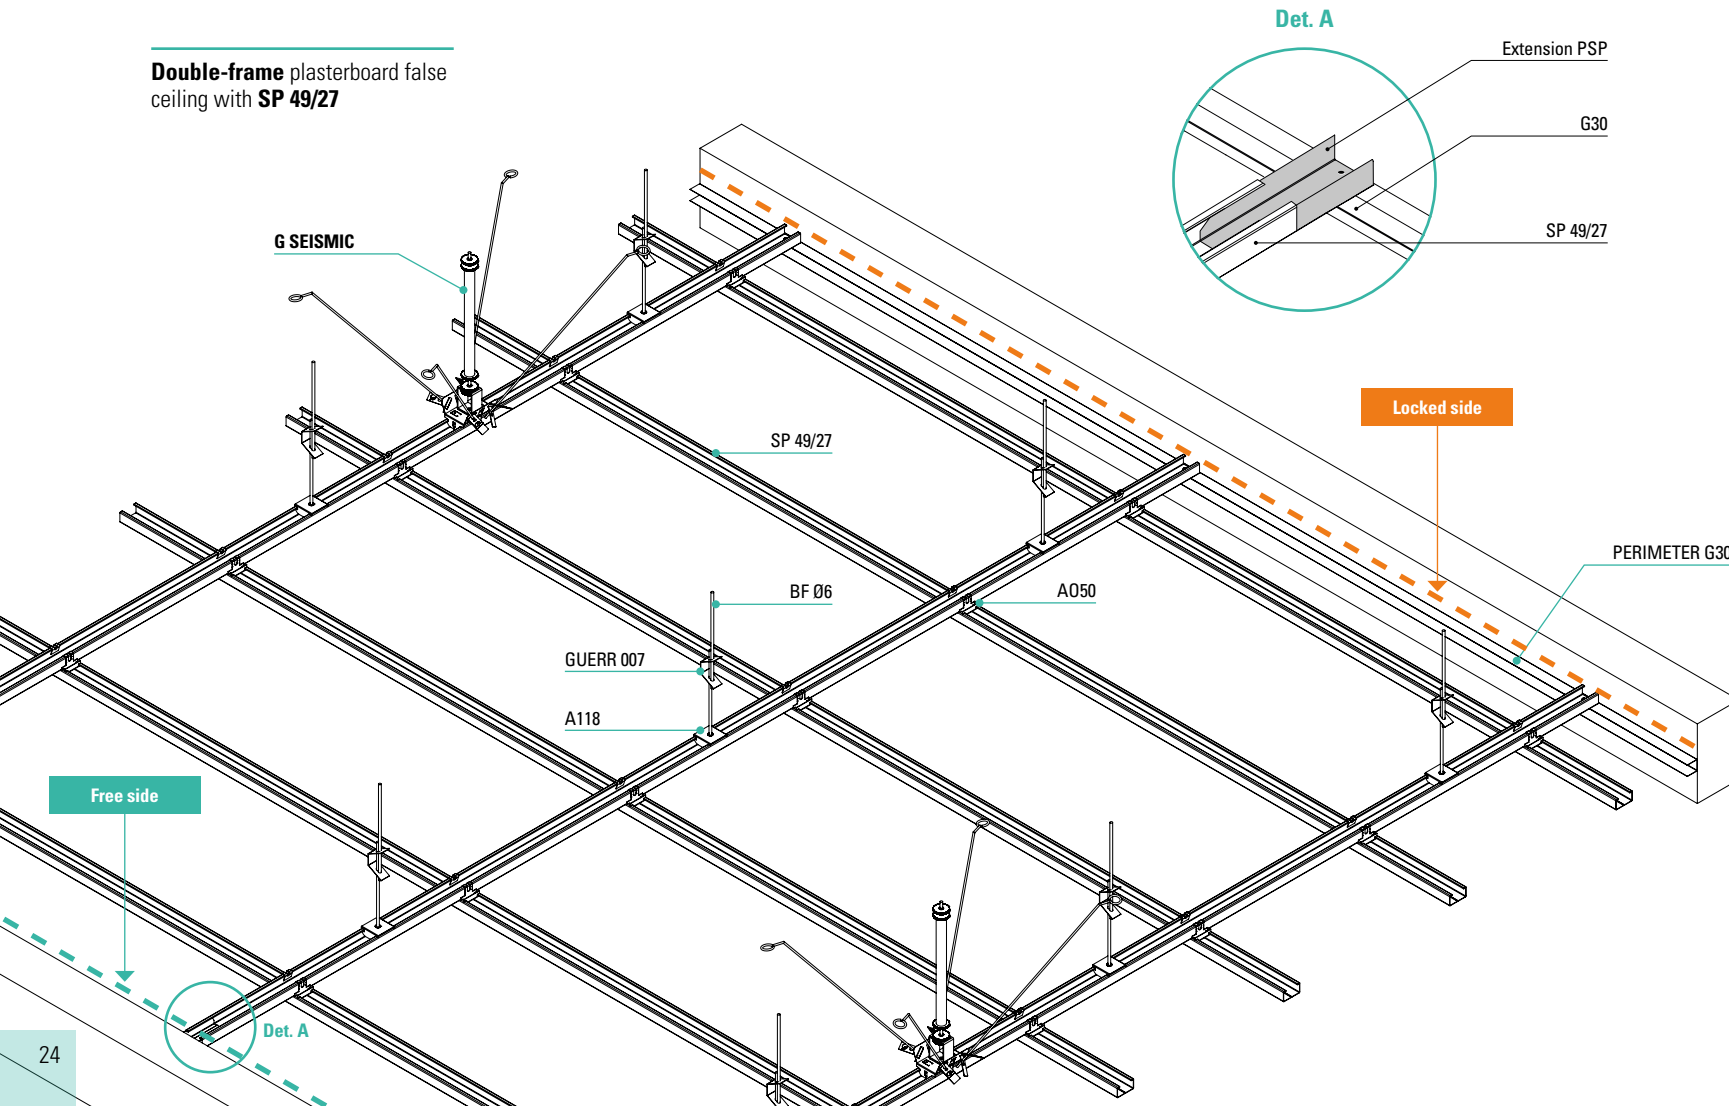 Double-frame plasterboard false
ceiling with SP 49/27
Det. A
Extension PSP
G30
SP 49/27
G SEISMIC
Locked side
SP 49/27
PERIMETER G30
BF Ø6
AO50
GUERR 007
A118
Free side
Det. A
24